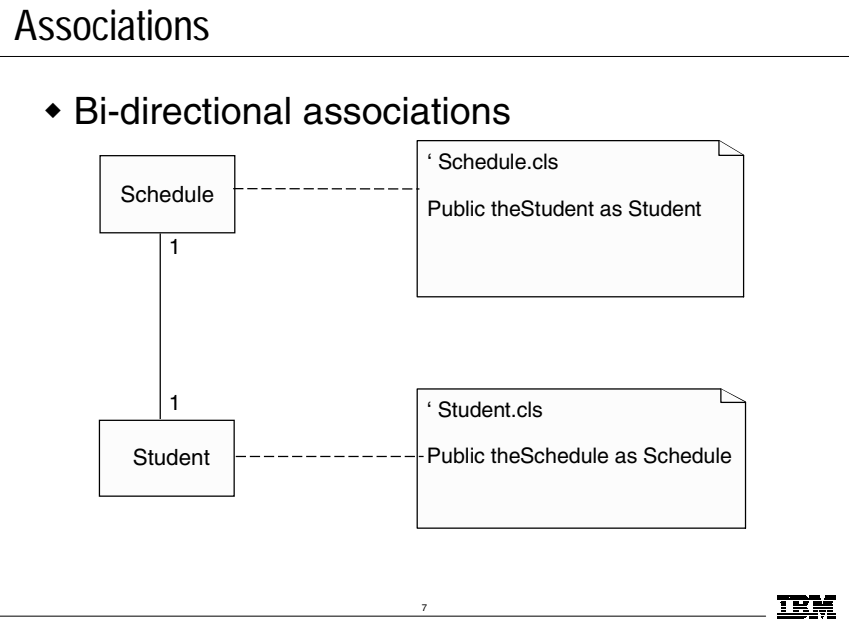 Associations
◆ Bi-directional associations
Schedule
‘ Schedule.cls
Public theStudent as Student
1
1
Student
‘ Student.cls
Public theSchedule as Schedule
7
IBM